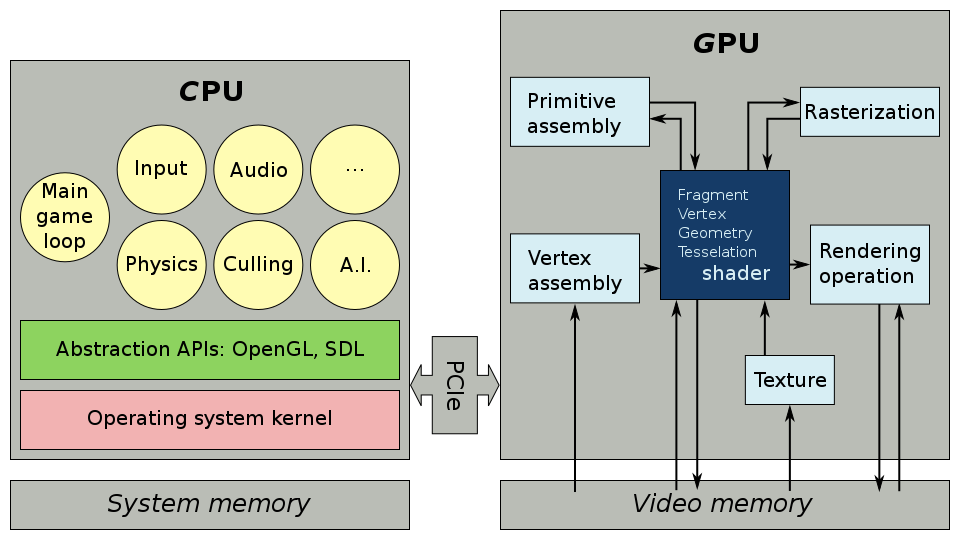 CPU
Main
game
loop
Input
Audio
...
Physics
Culling
A.I.
Abstraction APIs: OpenGL, SDL
Operating system kernel
System memory
PCIe
GPU
Primitive
assembly
Rasterization
Fragment
Vertex
Geometry
Tesselation
shader
Vertex
assembly
Rendering
operation
Texture
Video memory